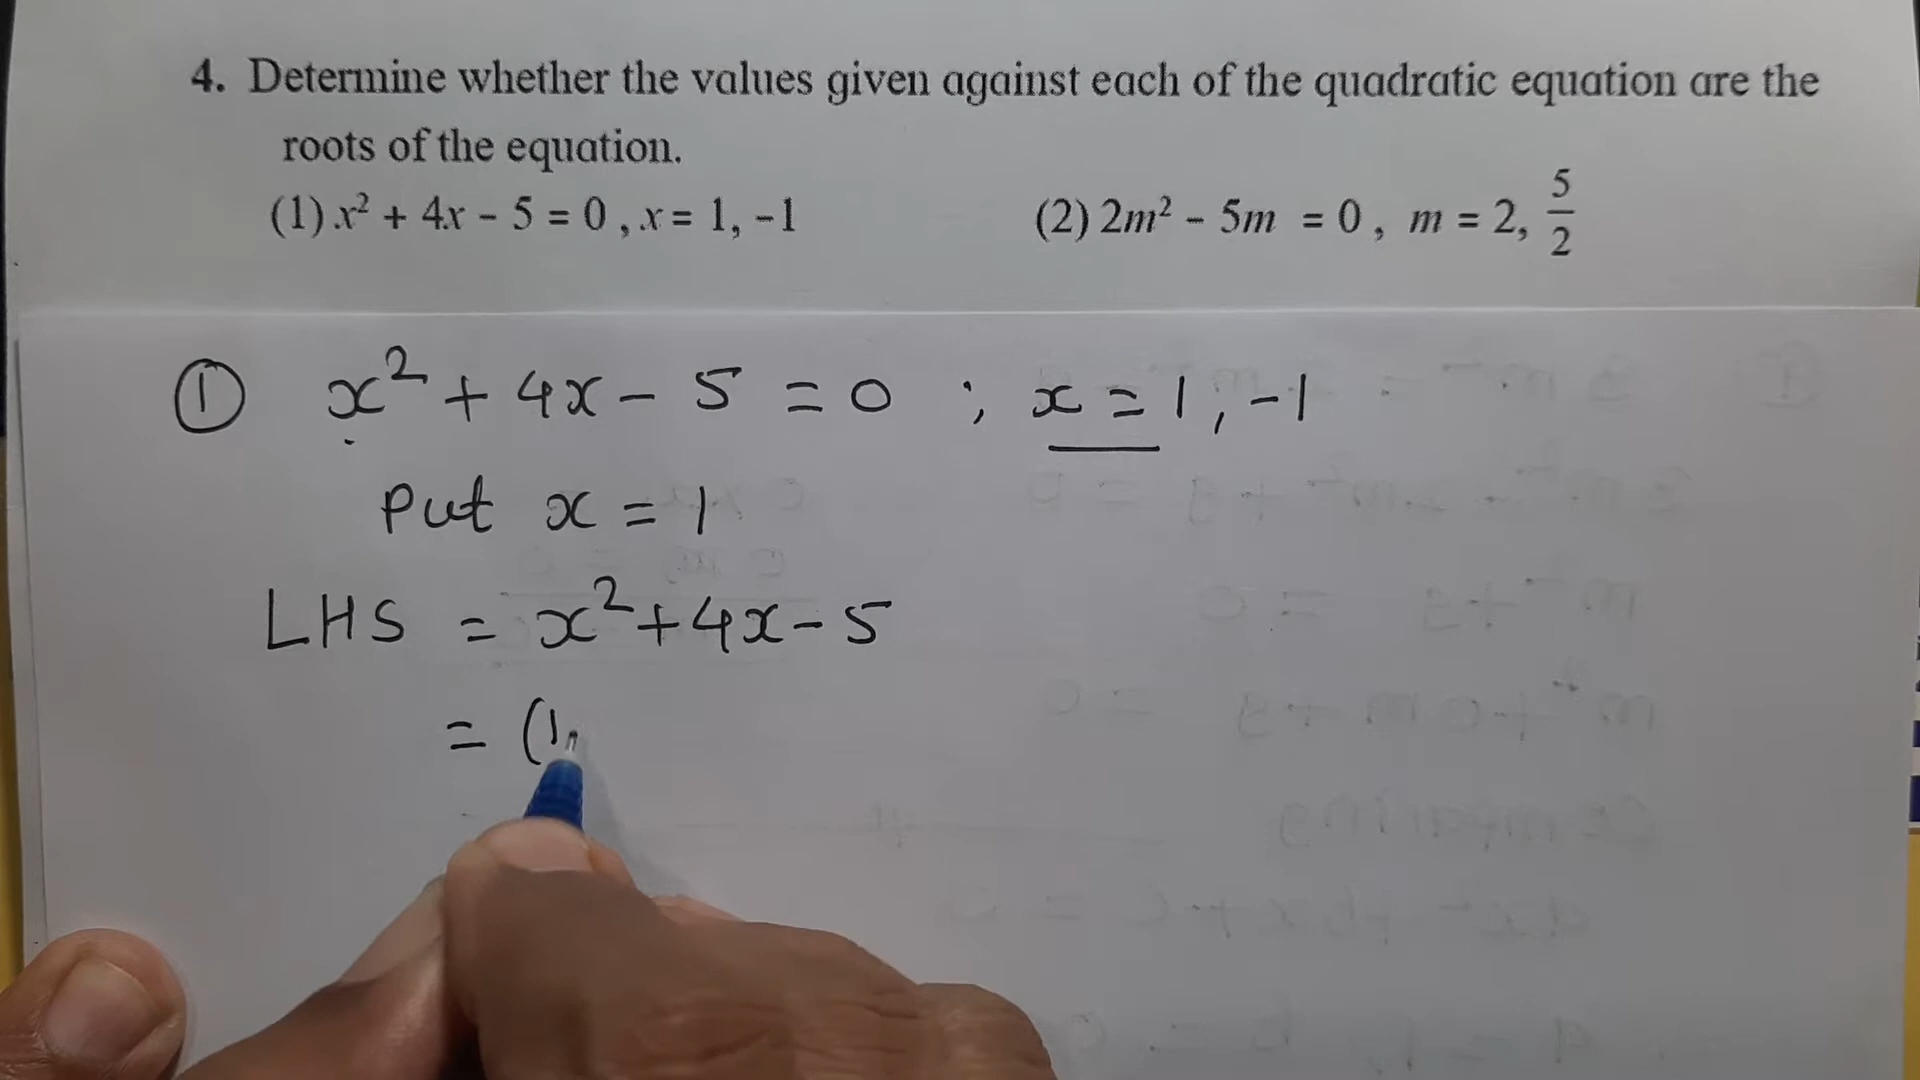 4. Determine whether the values given against each of the quadratic equation are the
roots of the equation.
(1) x² + 4x - 5 = 0 , x = 1, -1
(2) 2m² - 5m = 0 , m = 2, 5/2
① x² + 4x - 5 = 0 ; x = 1, -1
Put x = 1
LHS = x² + 4x - 5
= (1